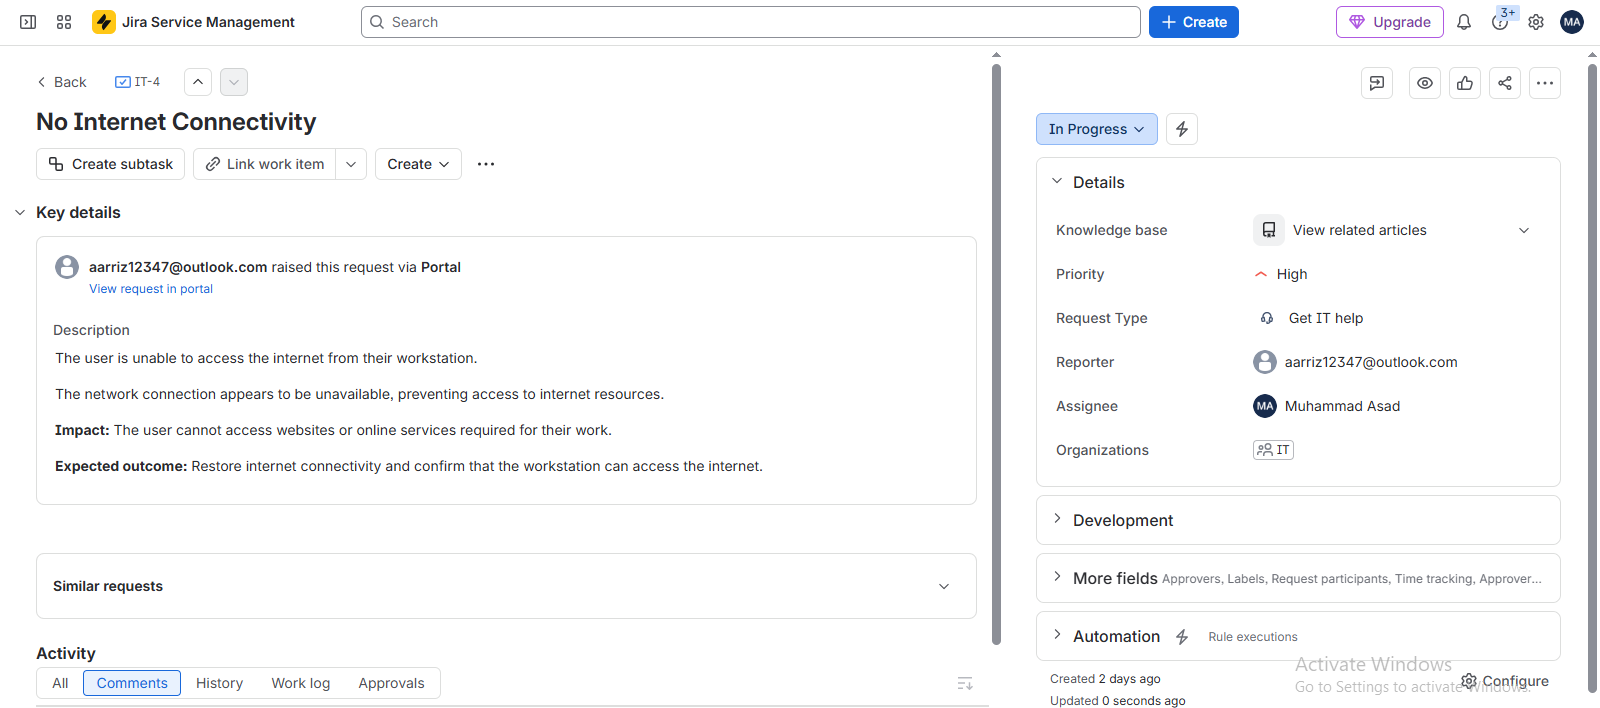 Jira Service Management
Search
Create
Upgrade
3+
MA
Back
IT-4
No Internet Connectivity
Create subtask
Link work item
Create
Key details
aarriz12347@outlook.com raised this request via Portal
View request in portal
Description
The user is unable to access the internet from their workstation.
The network connection appears to be unavailable, preventing access to internet resources.
Impact: The user cannot access websites or online services required for their work.
Expected outcome: Restore internet connectivity and confirm that the workstation can access the internet.
Similar requests
Activity
All
Comments
History
Work log
Approvals
In Progress
Details
Knowledge base
View related articles
Priority
High
Request Type
Get IT help
Reporter
aarriz12347@outlook.com
Assignee
MA
Muhammad Asad
Organizations
IT
Development
More fields Approvers, Labels, Request participants, Time tracking, Approver...
Automation
Rule executions
Created 2 days ago
Updated 0 seconds ago
Configure
Activate Windows
Go to Settings to activate Windows.